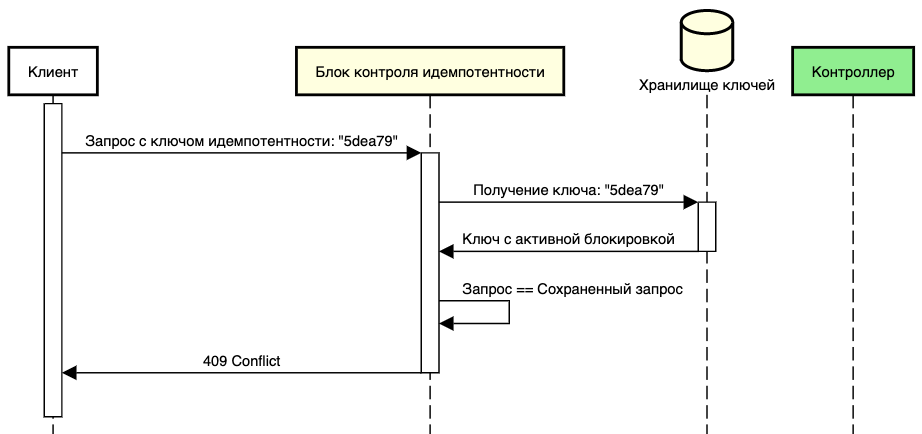 Клиент
Блок контроля идемпотентности
Хранилище ключей
Контроллер
Запрос с ключом идемпотентности: "5dea79"
Получение ключа: "5dea79"
Ключ с активной блокировкой
Запрос == Сохраненный запрос
409 Conflict